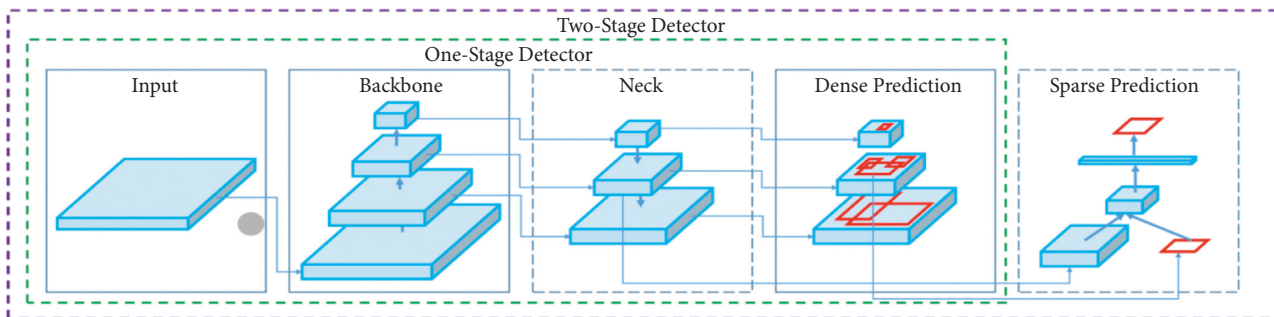 Two-Stage Detector
One-Stage Detector
Input
Backbone
Neck
Dense Prediction
Sparse Prediction